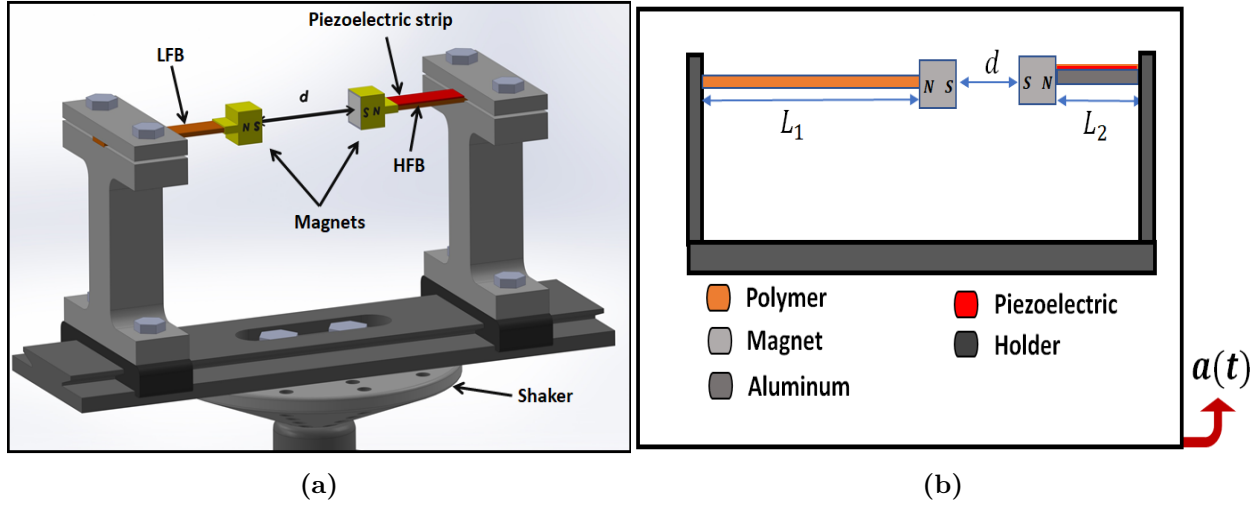 Piezoelectric strip
LFB
d
N S
S N
HFB
Magnets
Shaker
(a)
d
N S
S N
L₁
L₂
Polymer
Piezoelectric
Magnet
Holder
Aluminum
a(t)
(b)